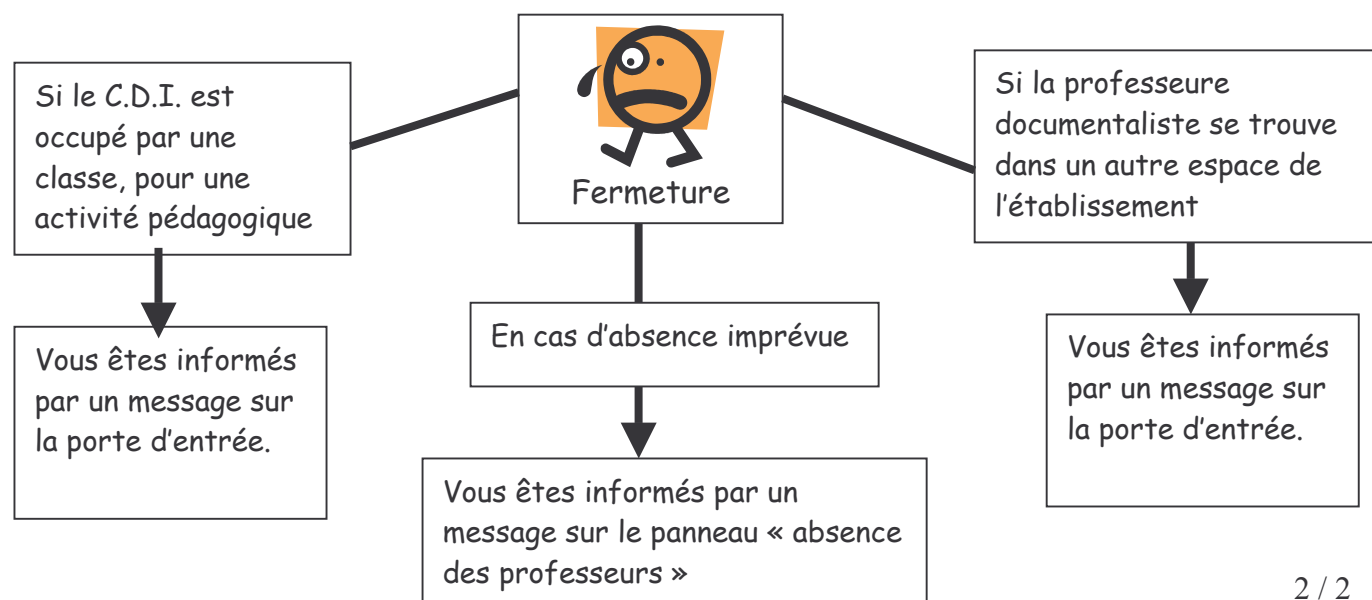 Fermeture
Si le C.D.I. est
occupé par une
classe, pour une
activité pédagogique
Vous êtes informés
par un message sur
la porte d'entrée.
En cas d'absence imprévue
Vous êtes informés par un
message sur le panneau « absence
des professeurs »
Si la professeure
documentaliste se trouve
dans un autre espace de
l'établissement
Vous êtes informés
par un message sur
la porte d'entrée.
2 / 2